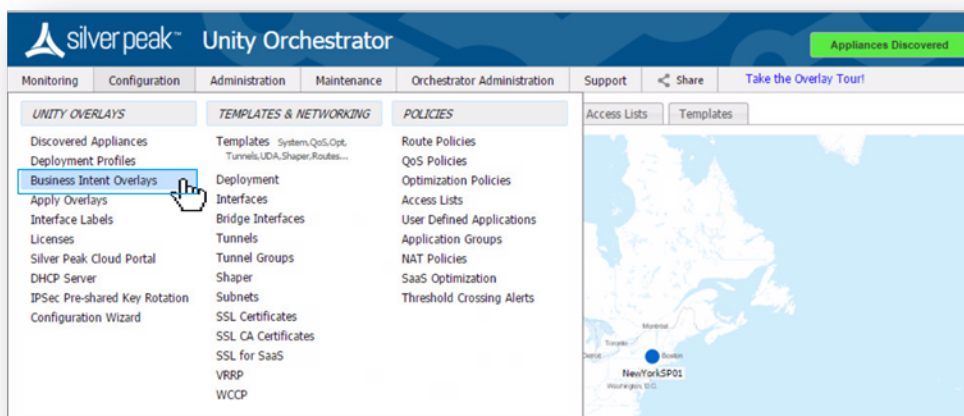 silver peak™ Unity Orchestrator
Appliances Discovered
Monitoring Configuration Administration Maintenance Orchestrator Administration Support Share Take the Overlay Tour!
UNITY OVERLAYS
Discovered Appliances
Deployment Profiles
Business Intent Overlays
Apply Overlays
Interface Labels
Licenses
Silver Peak Cloud Portal
DHCP Server
IPSec Pre-shared Key Rotation
Configuration Wizard
TEMPLATES & NETWORKING
Templates System,QoS,Opt,
Tunnels,UDA,Shaper,Routes...
Deployment
Interfaces
Bridge Interfaces
Tunnels
Tunnel Groups
Shaper
Subnets
SSL Certificates
SSL CA Certificates
SSL for SaaS
VRRP
WCCP
POLICIES
Route Policies
QoS Policies
Optimization Policies
Access Lists
User Defined Applications
Application Groups
NAT Policies
SaaS Optimization
Threshold Crossing Alerts
Access Lists Templates
Montréal
Toronto
Detroit
Boston
NewYorkSP01
Washington, D.C.